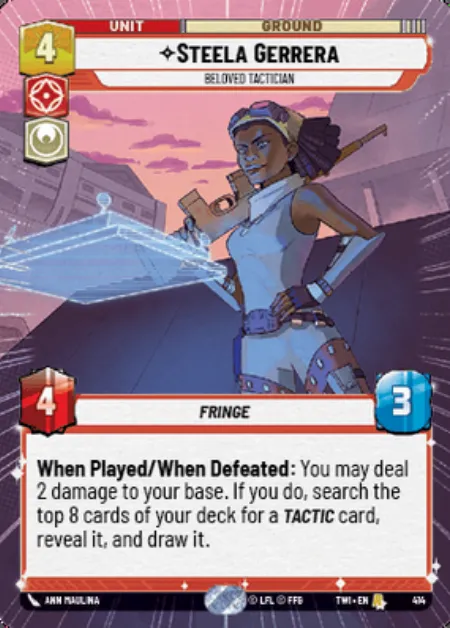 UNIT GROUND
4
STEELA GERRERA
BELOVED TACTICIAN
4
FRINGE
3
When Played/When Defeated: You may deal
2 damage to your base. If you do, search the
top 8 cards of your deck for a TACTIC card,
reveal it, and draw it.
ANN MAULINA
© LFL © FFG
TWI • EN
414